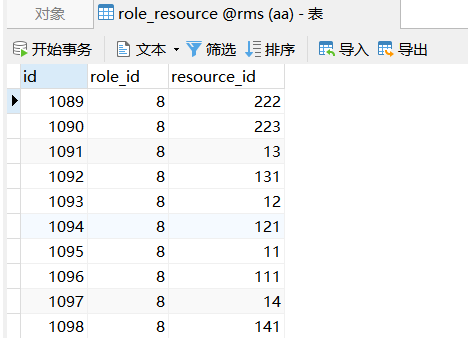 对象
role_resource @rms (aa) - 表
开始事务 文本 筛选 排序 导入 导出
id role_id resource_id
1089 8 222
1090 8 223
1091 8 13
1092 8 131
1093 8 12
1094 8 121
1095 8 11
1096 8 111
1097 8 14
1098 8 141